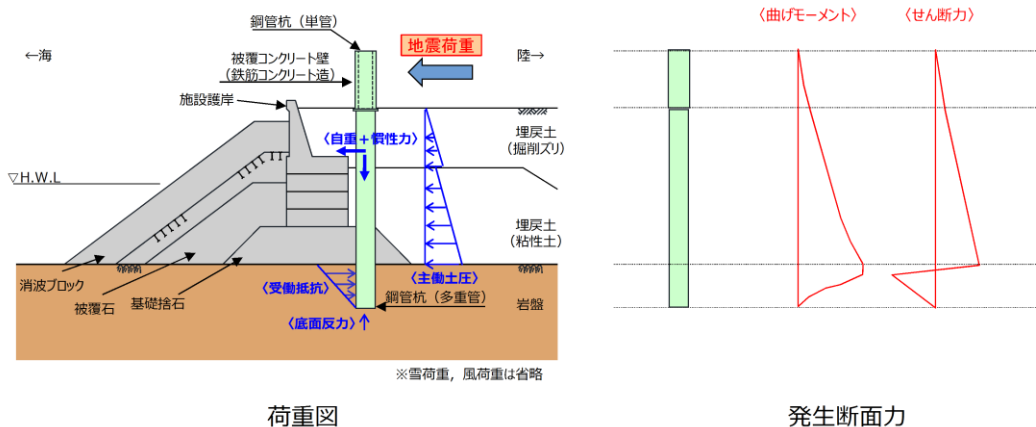 鋼管杭（単管）
地震荷重
←海
陸→
被覆コンクリート壁
（鉄筋コンクリート造）
施設護岸
〈自重＋慣性力〉
埋戻土
（掘削ズリ）
▽H.W.L
埋戻土
（粘性土）
消波ブロック
被覆石
基礎捨石
〈受働抵抗〉
〈主働土圧〉
鋼管杭（多重管）
岩盤
〈底面反力〉
※雪荷重，風荷重は省略
荷重図
〈曲げモーメント〉
〈せん断力〉
発生断面力